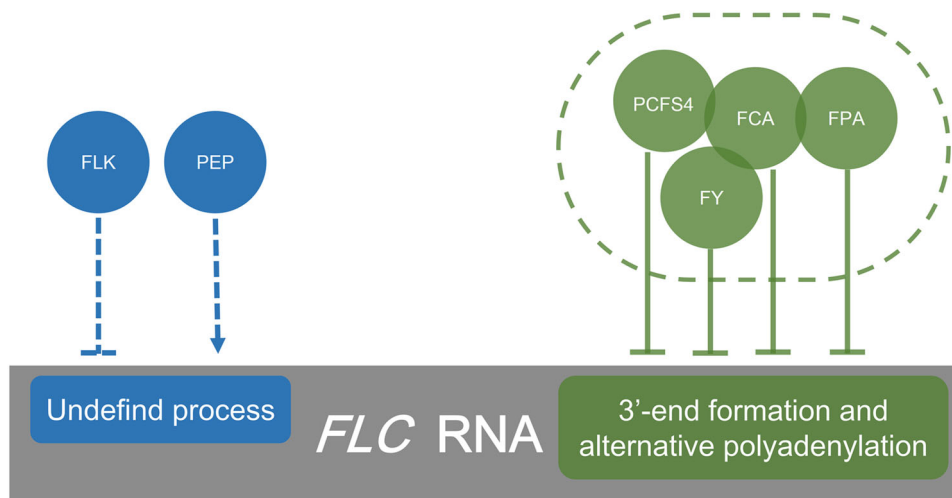 FLK
PEP
PCFS4
FCA
FPA
FY
Undefind process
FLC RNA
3’-end formation and
alternative polyadenylation